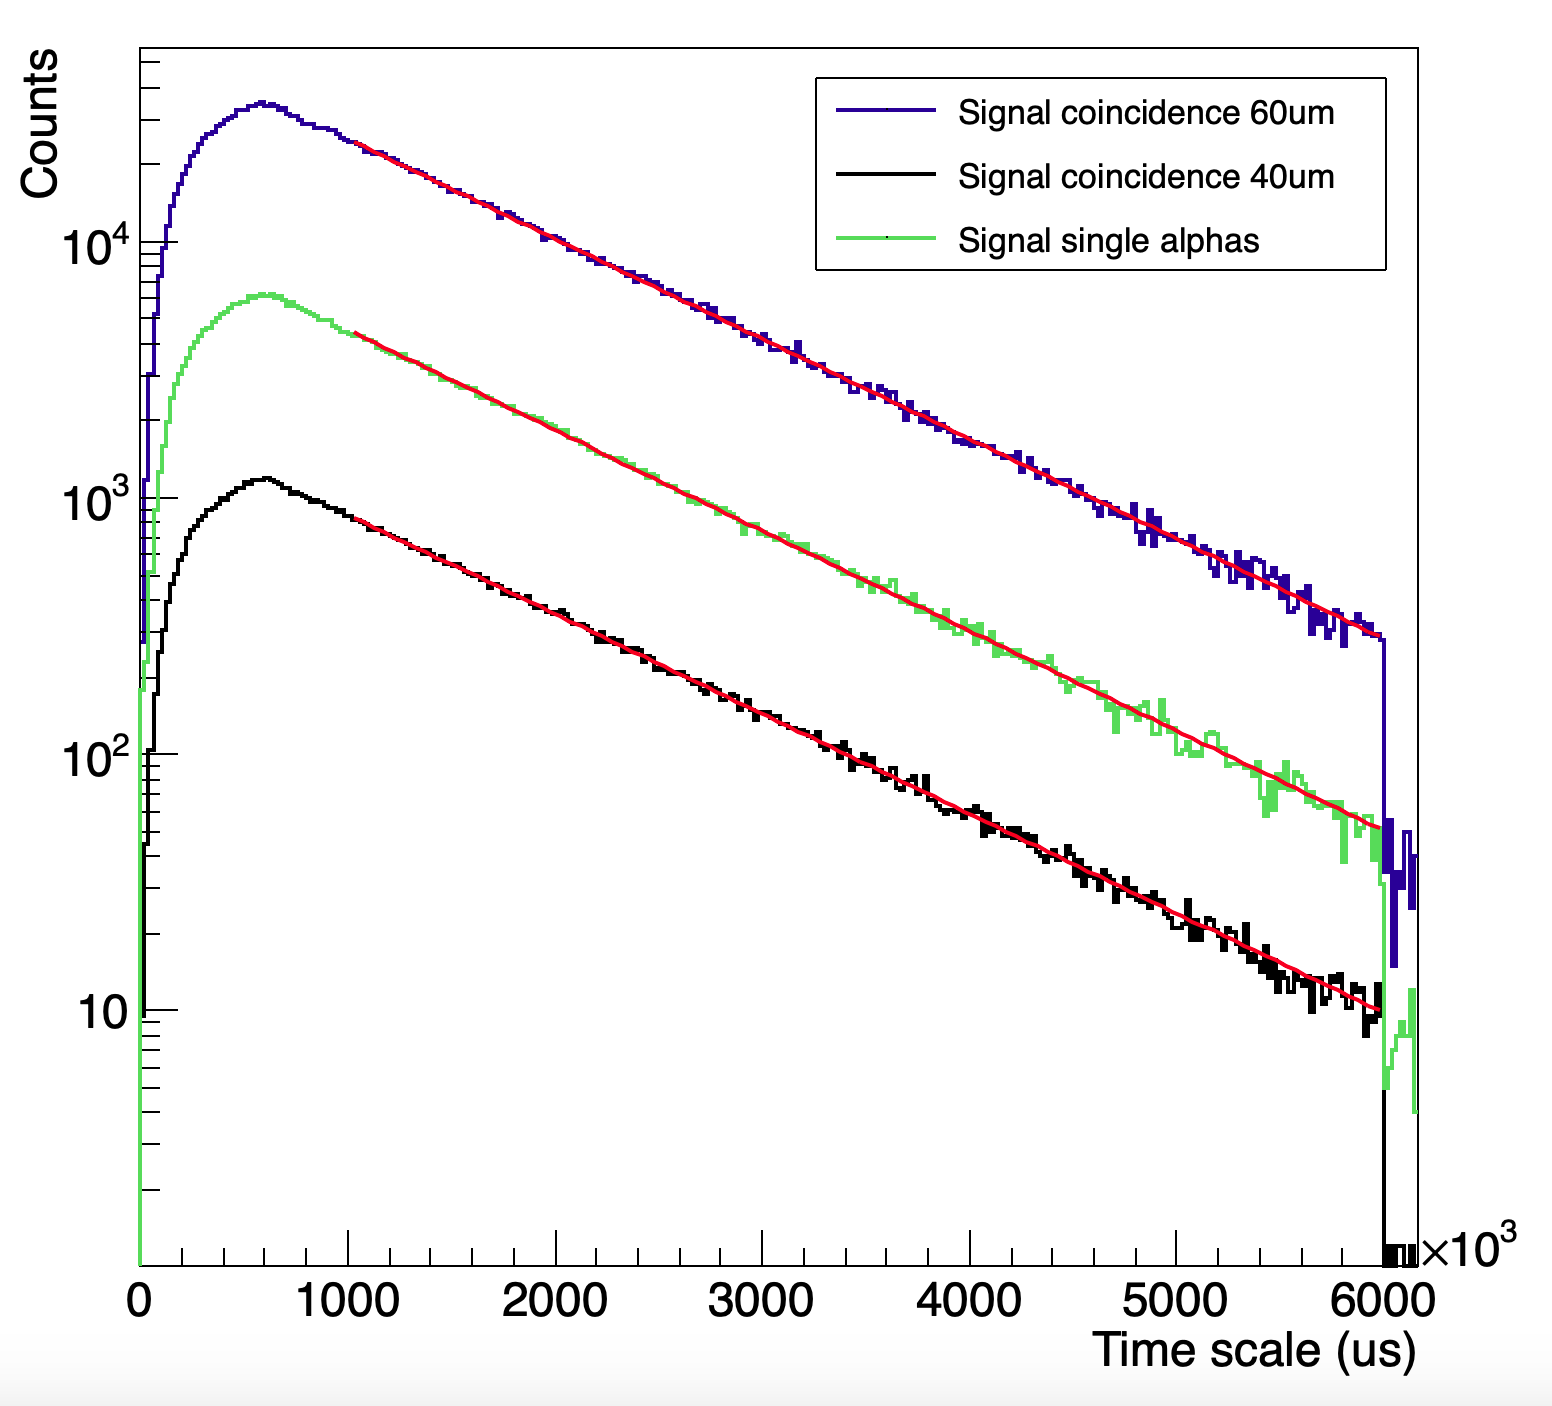 Counts
Signal coincidence 60um
Signal coincidence 40um
Signal single alphas
10⁴
10³
10²
10
×10³
0 1000 2000 3000 4000 5000 6000
Time scale (us)